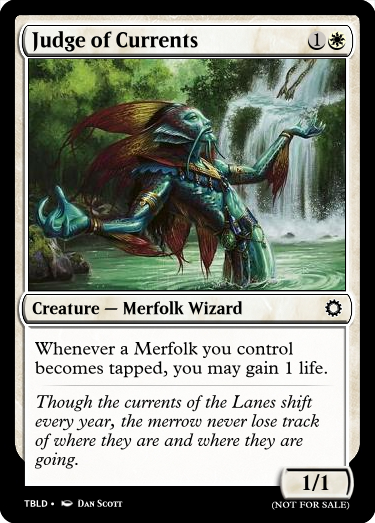 Judge of Currents 1
Creature — Merfolk Wizard
Whenever a Merfolk you control
becomes tapped, you may gain 1 life.
Though the currents of the Lanes shift
every year, the merrow never lose track
of where they are and where they are
going.
1/1
TBLD • Dan Scott (NOT FOR SALE)